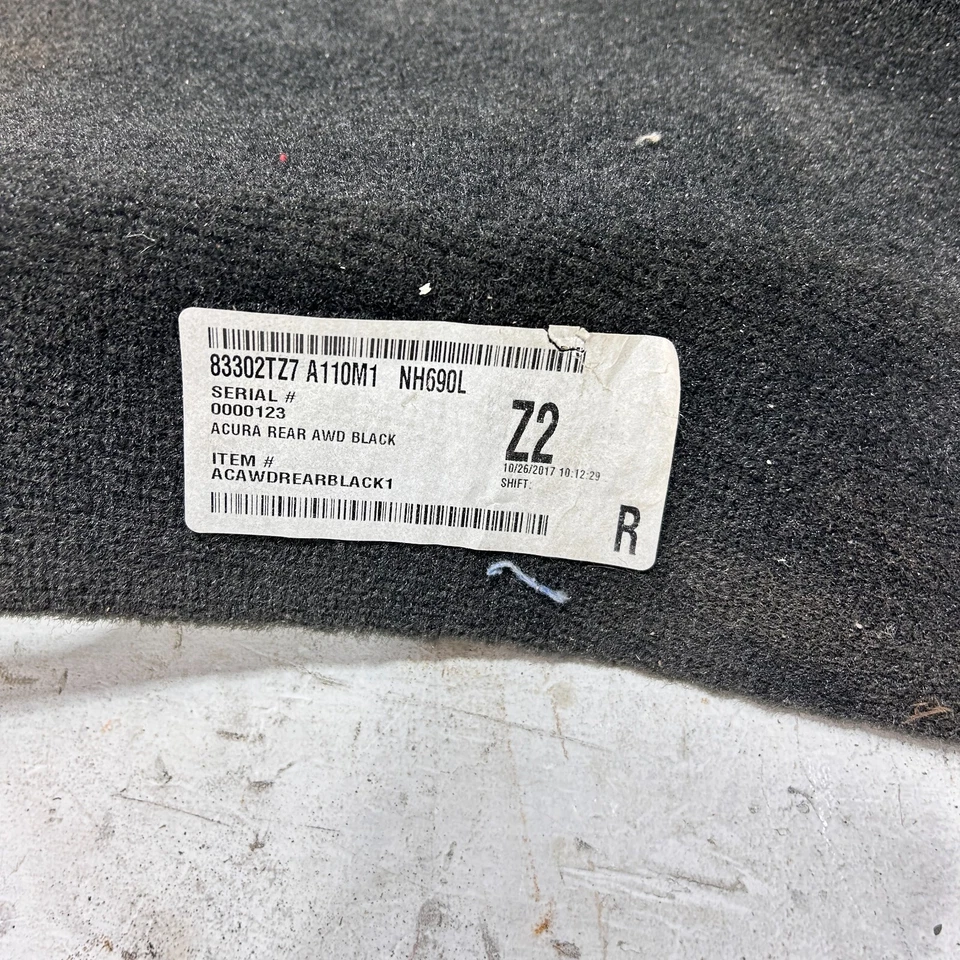 83302TZ7 A110M1 NH690L
SERIAL #
0000123
ACURA REAR AWD BLACK
Z2
10/26/2017 10:12:29
SHIFT:
ITEM #
ACAWDREARBLACK1
R